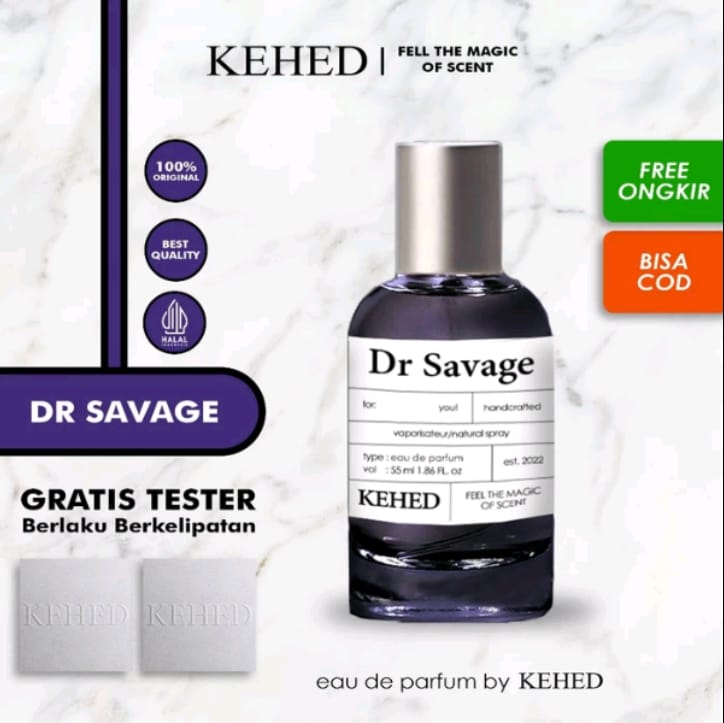 KEHED | FELL THE MAGIC
OF SCENT
100%
ORIGINAL
BEST
QUALITY
HALAL
INDONESIA
FREE
ONGKIR
BISA
COD
DR SAVAGE
GRATIS TESTER
Berlaku Berkelipatan
KEHED
KEHED
Dr Savage
for: you! handcrafted
vaporisateur/natural spray
type : eau de parfum
vol : 55 ml 1.86 FL. oz
est. 2022
KEHED
FEEL THE MAGIC
OF SCENT
eau de parfum by KEHED